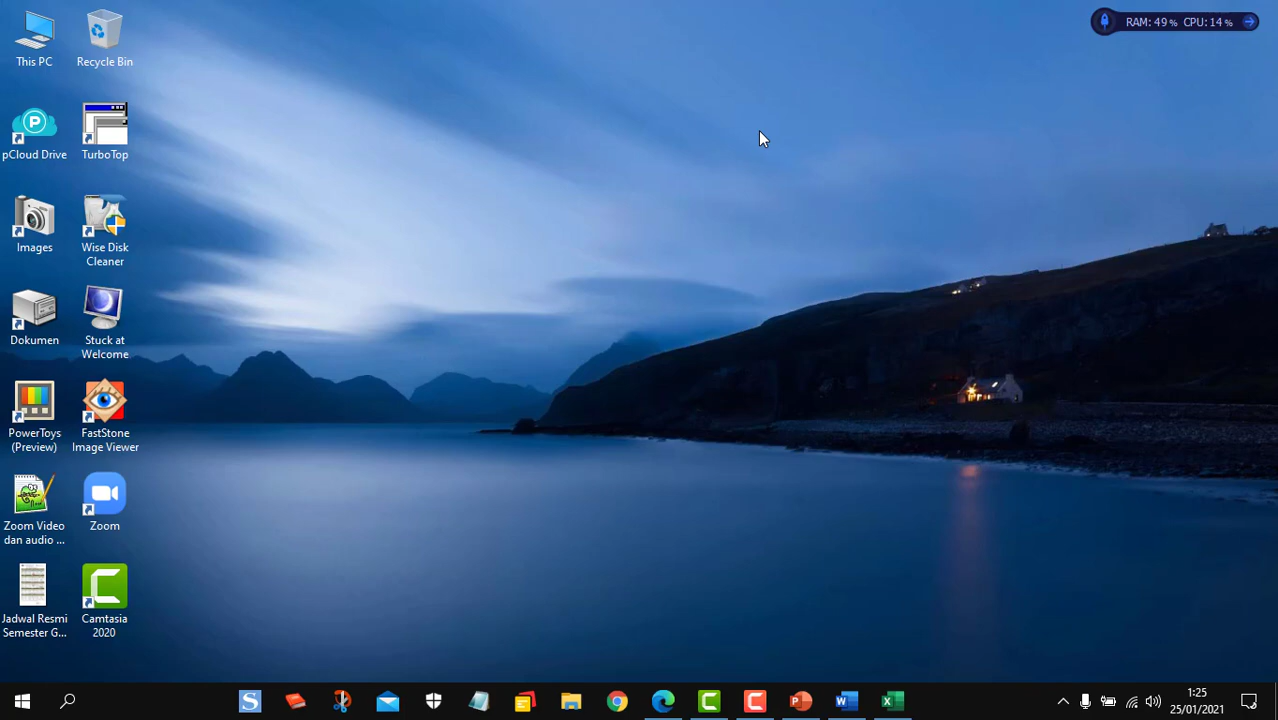 This PC
Recycle Bin
RAM: 49 % CPU: 14 %
P
pCloud Drive
TurboTop
Images
Wise Disk
Cleaner
Dokumen
Stuck at
Welcome
PowerToys
(Preview)
FastStone
Image Viewer
Zoom Video
dan audio ...
Zoom
Jadwal Resmi
Semester G...
Camtasia
2020
S
1:25
25/01/2021